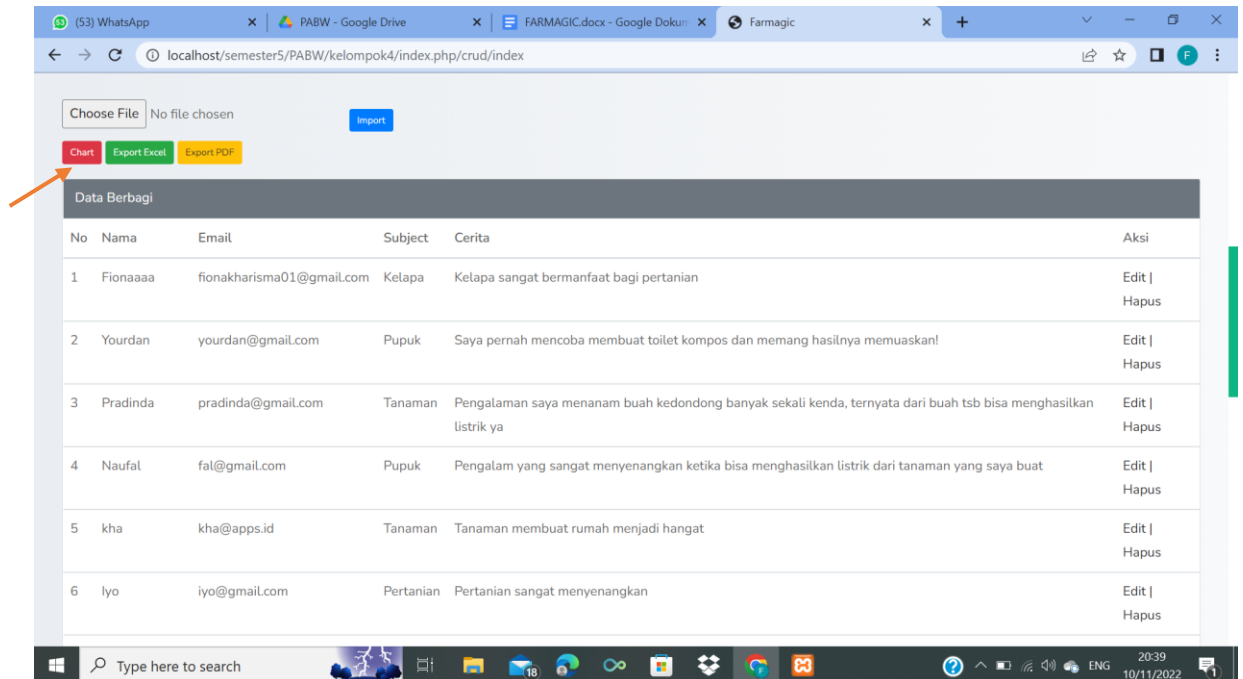 (53) WhatsApp
PABW - Google Drive
FARMAGIC.docx - Google Dokum
Farmagic
localhost/semester5/PABW/kelompok4/index.php/crud/index
Choose File No file chosen
Import
Chart
Export Excel
Export PDF
Data Berbagi
No Nama Email Subject Cerita Aksi
1 Fionaaaa fionakharisma01@gmail.com Kelapa Kelapa sangat bermanfaat bagi pertanian Edit |
Hapus
2 Yourdan yourdan@gmail.com Pupuk Saya pernah mencoba membuat toilet kompos dan memang hasilnya memuaskan! Edit |
Hapus
3 Pradinda pradinda@gmail.com Tanaman Pengalaman saya menanam buah kedondong banyak sekali kenda, ternyata dari buah tsb bisa menghasilkan Edit |
listrik ya Hapus
4 Naufal fal@gmail.com Pupuk Pengalam yang sangat menyenangkan ketika bisa menghasilkan listrik dari tanaman yang saya buat Edit |
Hapus
5 kha kha@apps.id Tanaman Tanaman membuat rumah menjadi hangat Edit |
Hapus
6 Iyo iyo@gmail.com Pertanian Pertanian sangat menyenangkan Edit |
Hapus
Type here to search
18
ENG
20:39
10/11/2022
1